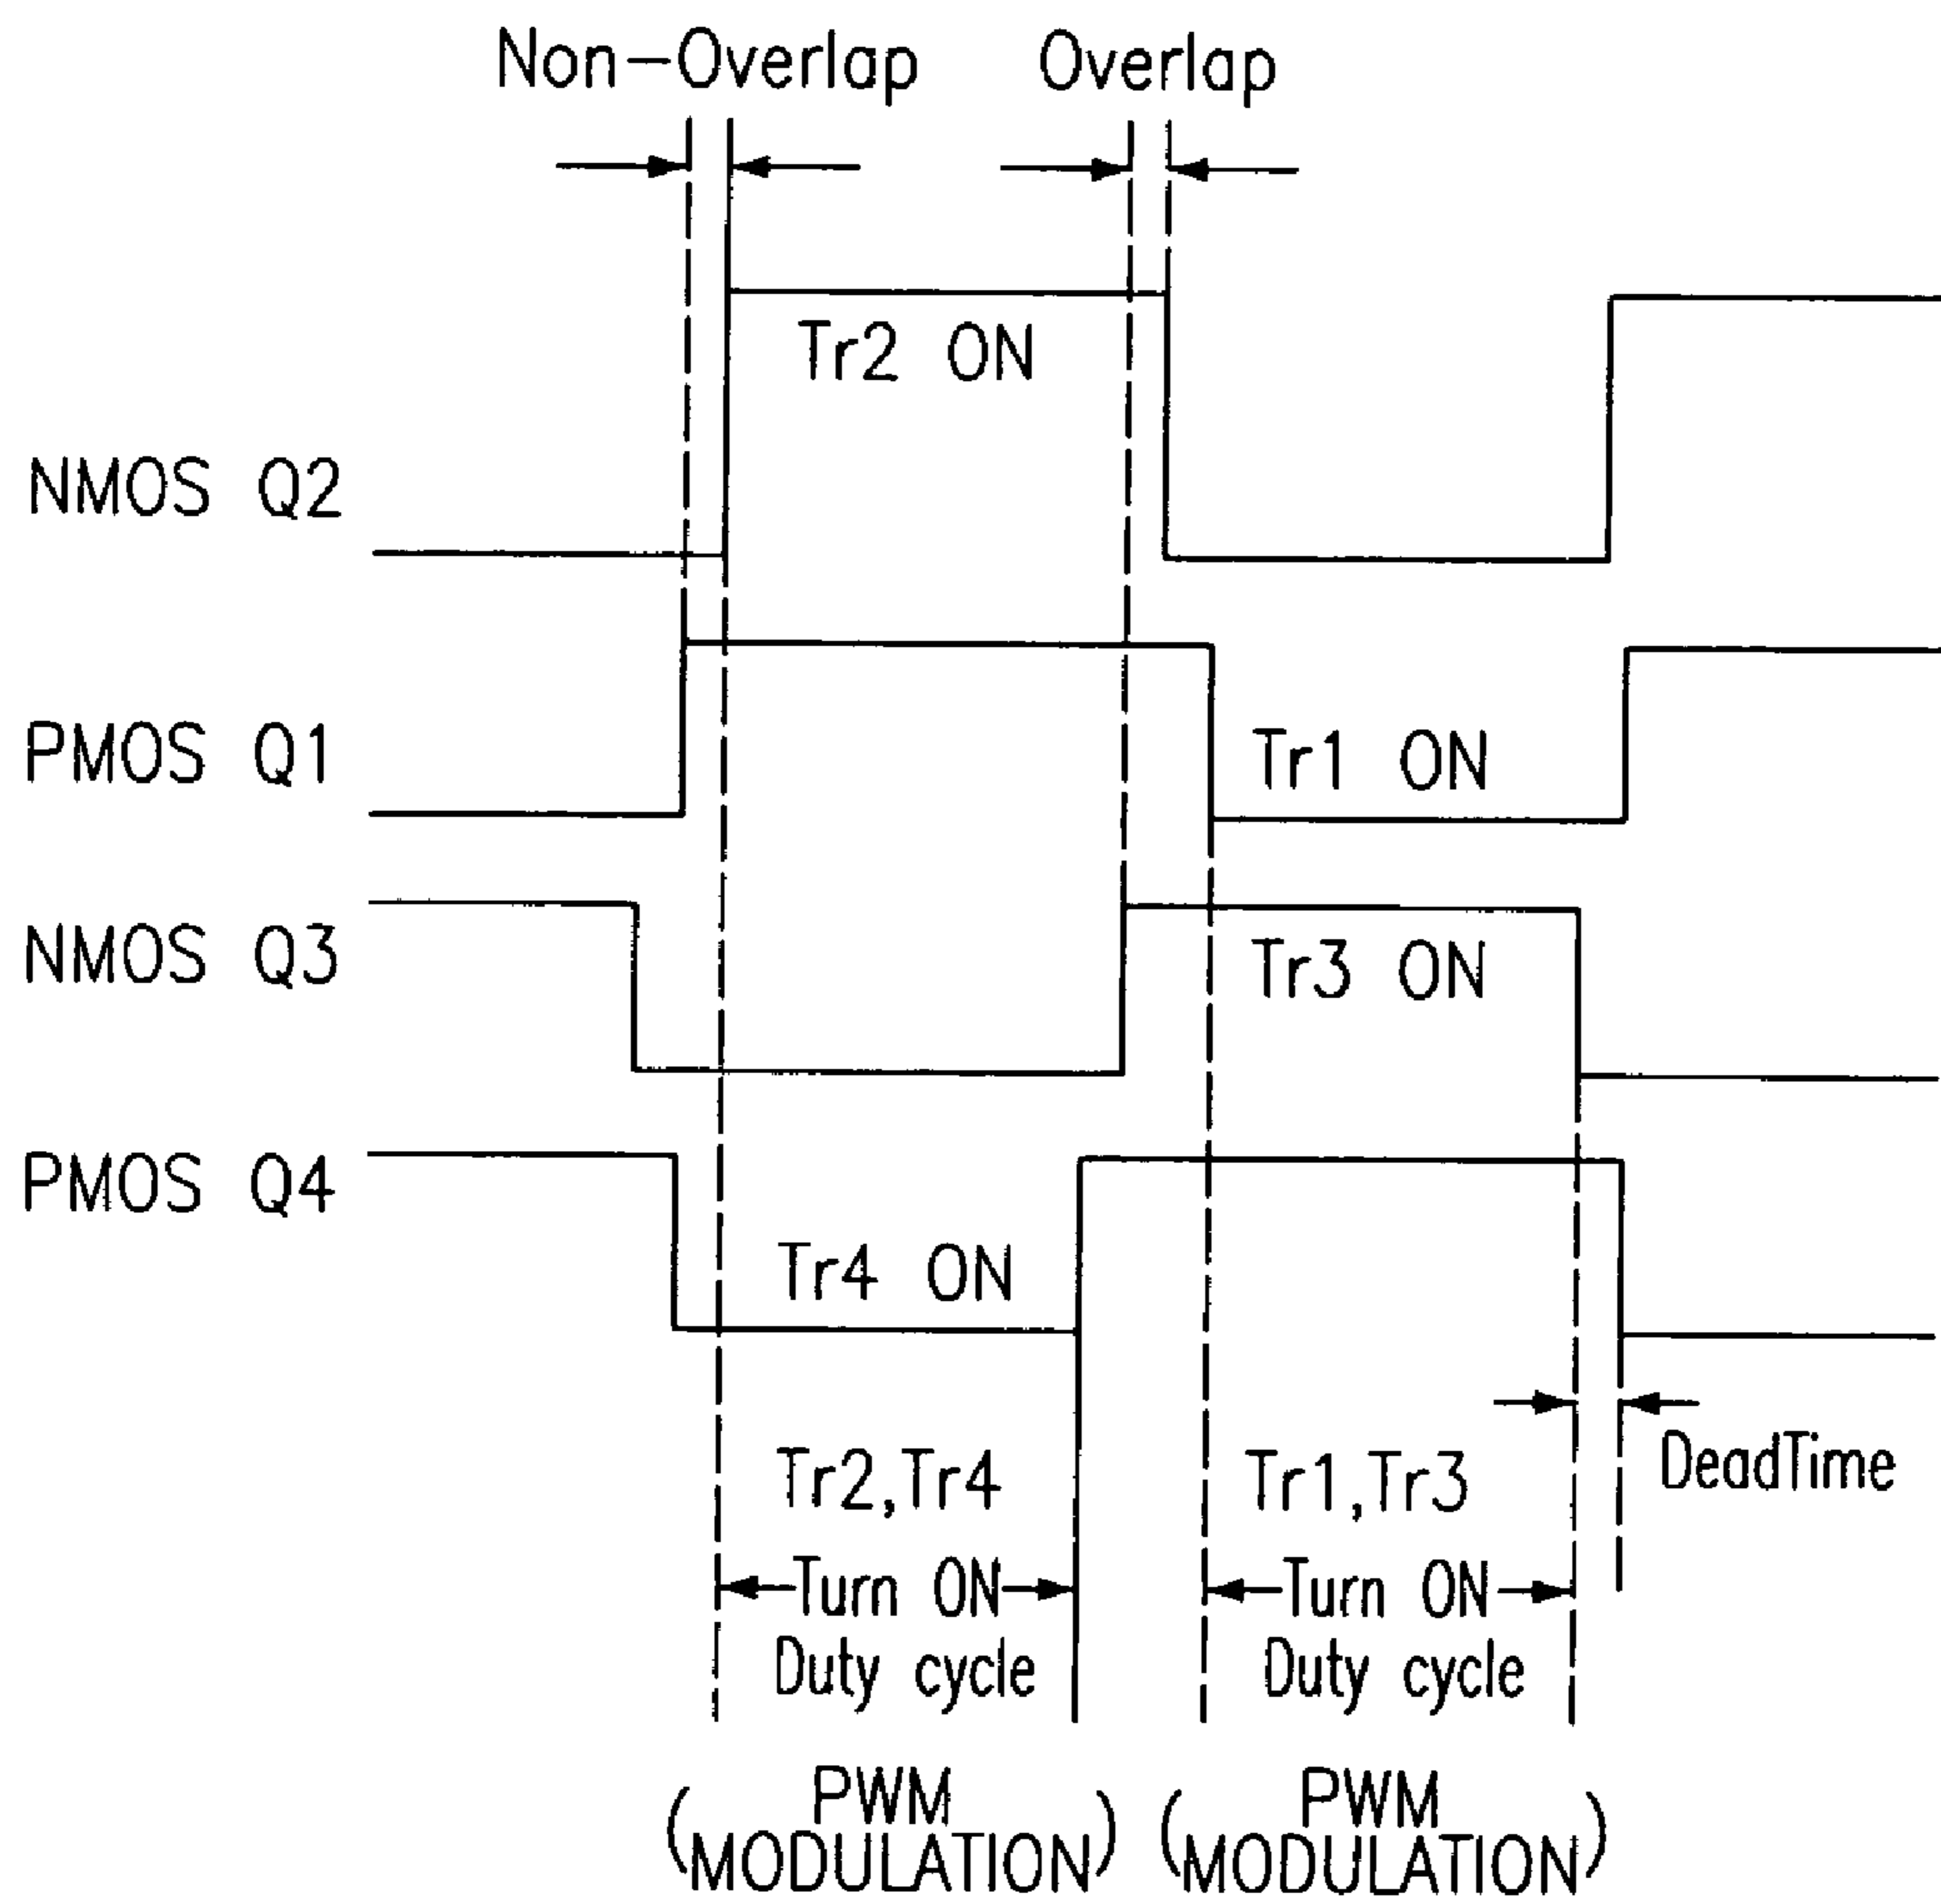 Non-Overlap
Overlap
Tr2 ON
NMOS Q2
PMOS Q1
Tr1 ON
NMOS Q3
Tr3 ON
PMOS Q4
Tr4 ON
Tr2,Tr4
Turn ON
Duty cycle
Tr1,Tr3
Turn ON
Duty cycle
DeadTime
(PWM
MODULATION)
(PWM
MODULATION)